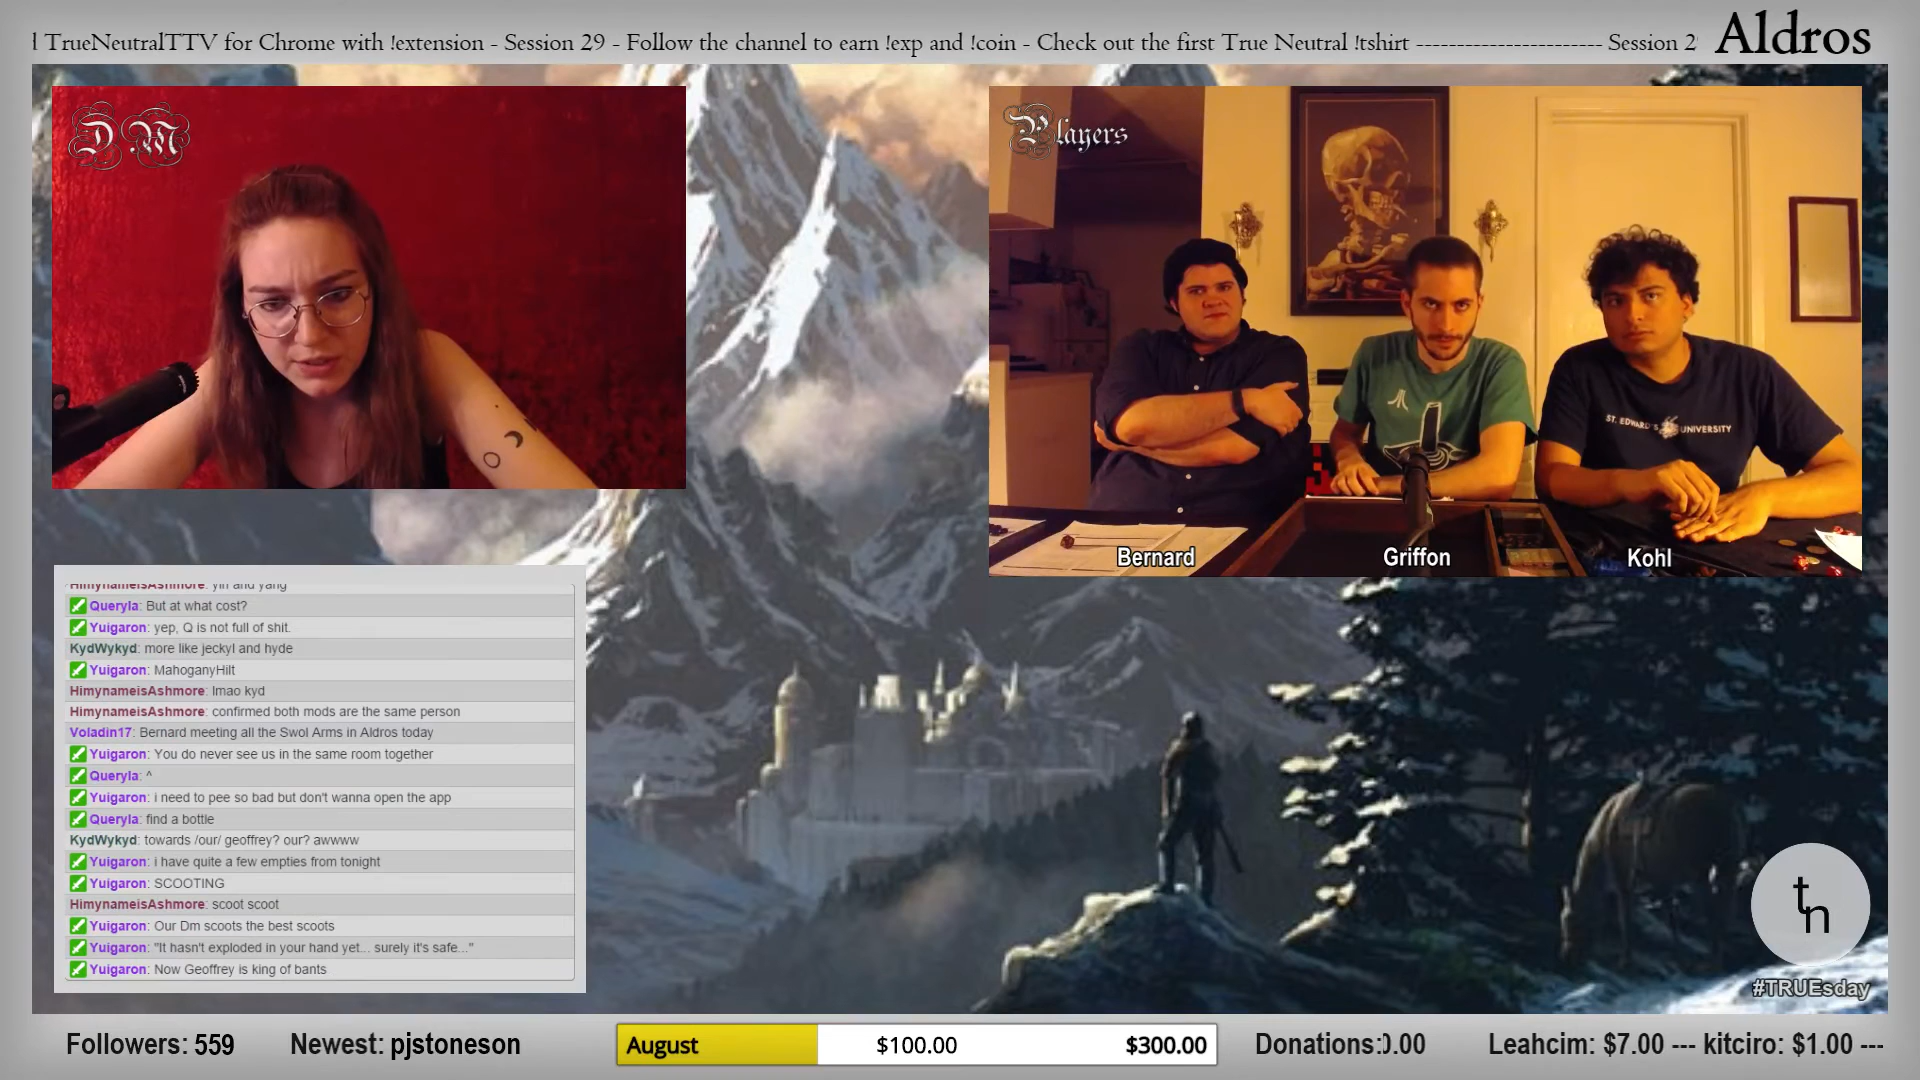 l TrueNeutralTTV for Chrome with !extension - Session 29 - Follow the channel to earn !exp and !coin - Check out the first True Neutral !tshirt ----------------------- Session 2
Aldros
DM
Players
ST. EDWARD'S UNIVERSITY
Bernard
Griffon
Kohl
HimynameisAshmore: yin and yang
Queryla: But at what cost?
Yuigaron: yep, Q is not full of shit.
KydWykyd: more like jeckyl and hyde
Yuigaron: MahoganyHilt
HimynameisAshmore: lmao kyd
HimynameisAshmore: confirmed both mods are the same person
Voladin17: Bernard meeting all the Swol Arms in Aldros today
Yuigaron: You do never see us in the same room together
Queryla: ^
Yuigaron: i need to pee so bad but don't wanna open the app
Queryla: find a bottle
KydWykyd: towards /our/ geoffrey? our? awwww
Yuigaron: i have quite a few empties from tonight
Yuigaron: SCOOTING
HimynameisAshmore: scoot scoot
Yuigaron: Our Dm scoots the best scoots
Yuigaron: "It hasn't exploded in your hand yet... surely it's safe..."
Yuigaron: Now Geoffrey is king of bants
tn
#TRUEsday
Followers: 559
Newest: pjstoneson
August
$100.00
$300.00
Donations:
0.00
Leahcim: $7.00 --- kitciro: $1.00 ---